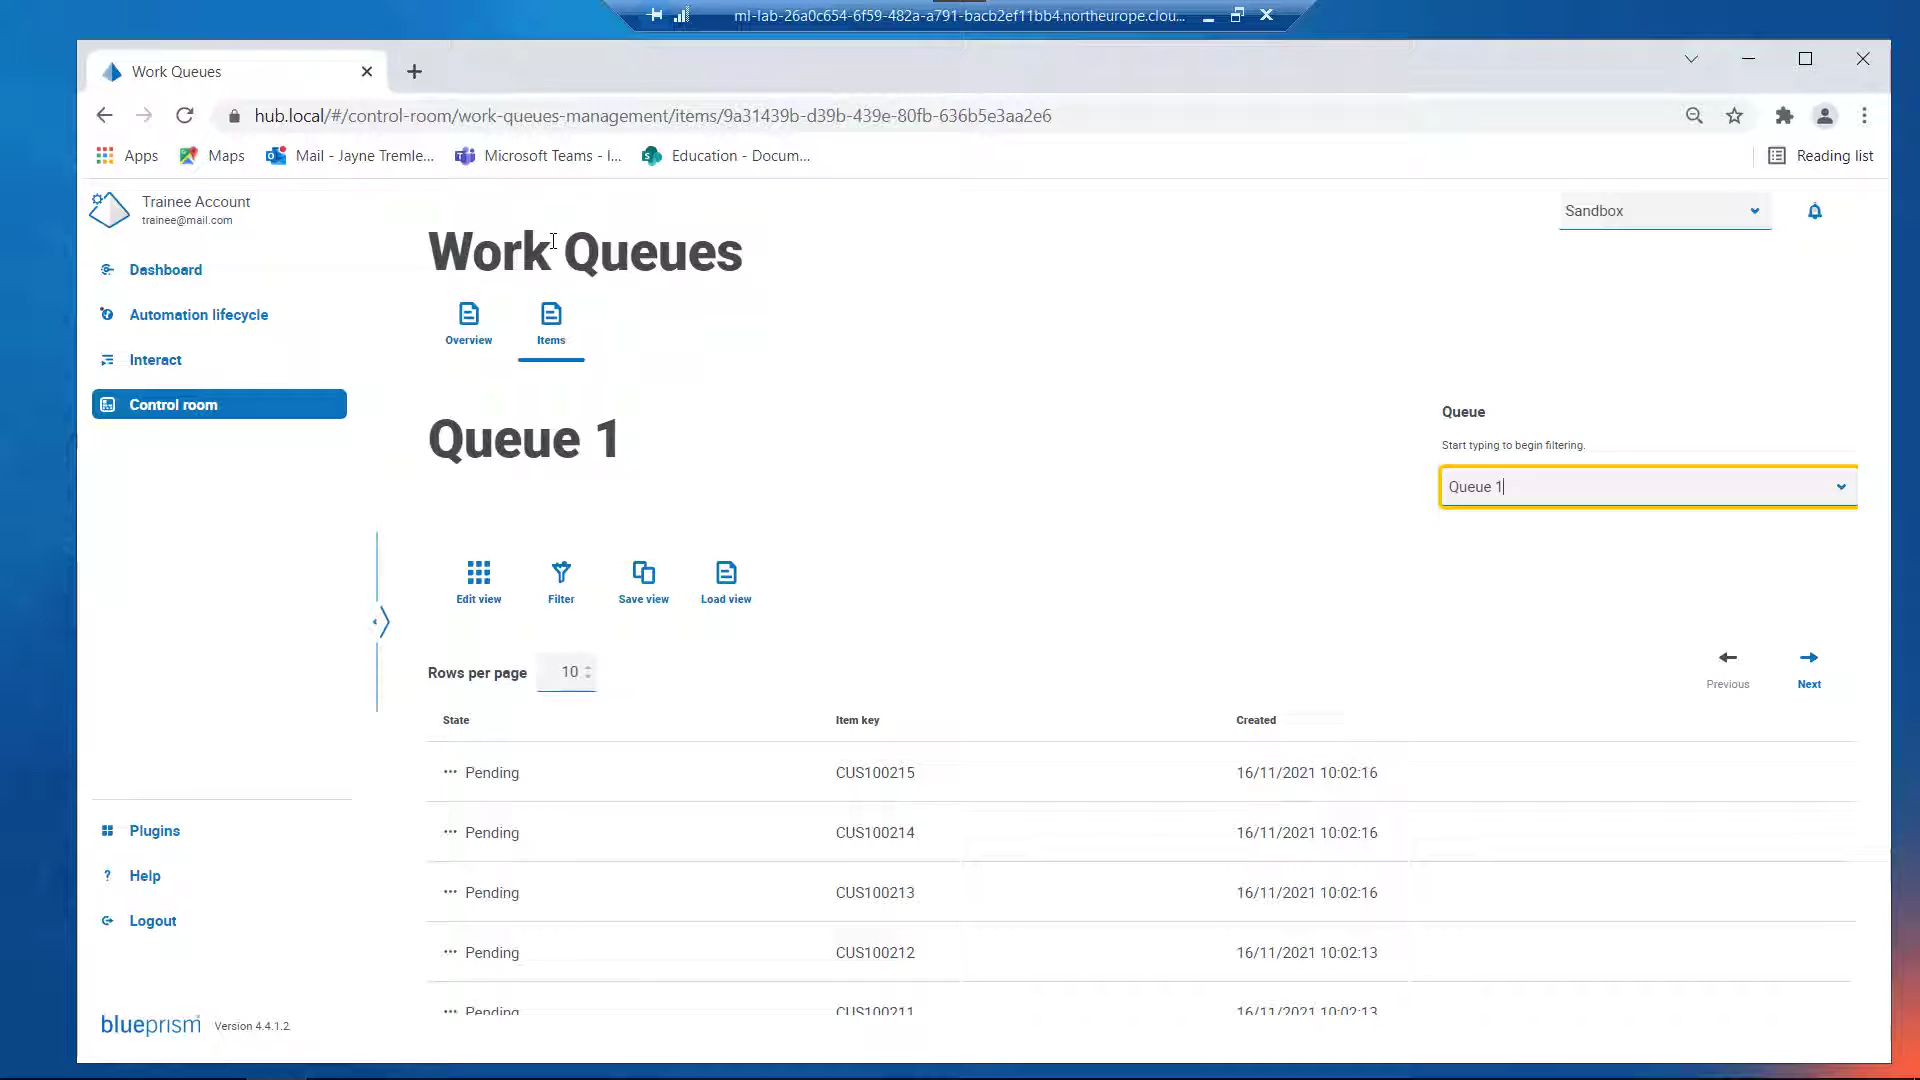 ml-lab-26a0c654-6f59-482a-a791-bacb2ef11bb4.northeurope.clou...
Work Queues
hub.local/#/control-room/work-queues-management/items/9a31439b-d39b-439e-80fb-636b5e3aa2e6
Apps
Maps
Mail - Jayne Tremle...
Microsoft Teams - I...
Education - Docum...
Reading list
Trainee Account
trainee@mail.com
Sandbox
Dashboard
Automation lifecycle
Interact
Control room
Work Queues
Overview
Items
Queue 1
Queue
Start typing to begin filtering.
Queue 1
Edit view
Filter
Save view
Load view
Rows per page 10
Previous
Next
State Item key Created
Pending CUS100215 16/11/2021 10:02:16
Pending CUS100214 16/11/2021 10:02:16
Pending CUS100213 16/11/2021 10:02:16
Pending CUS100212 16/11/2021 10:02:13
Pending CUS100211 16/11/2021 10:02:13
Plugins
Help
Logout
blueprism Version 4.4.1.2